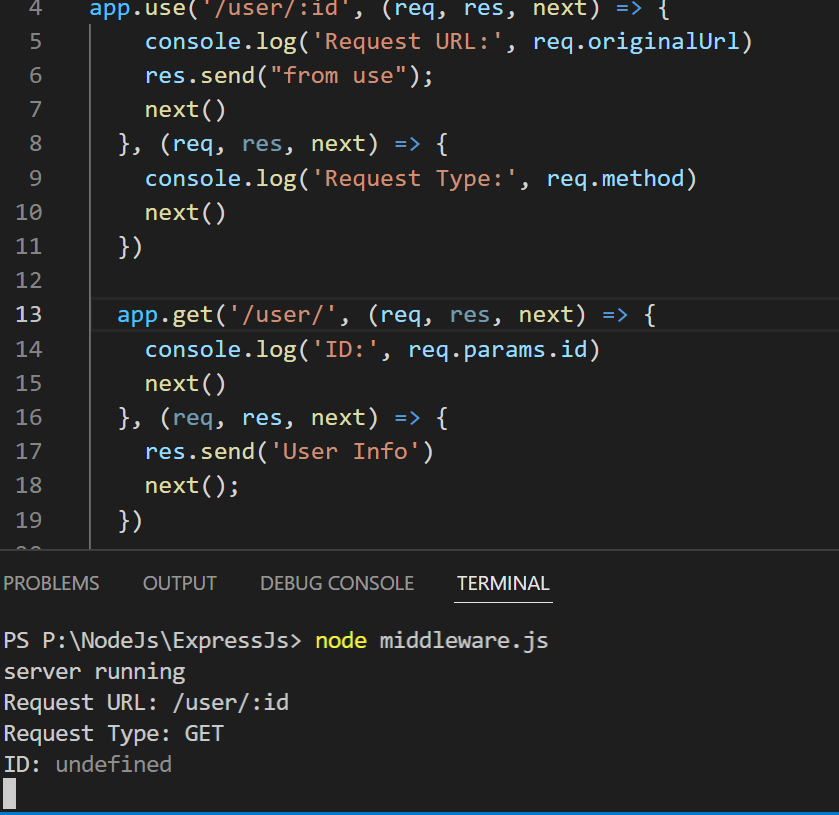 4 app.use('/user/:id', (req, res, next) => {
5 console.log('Request URL:', req.originalUrl)
6 res.send("from use");
7 next()
8 }, (req, res, next) => {
9 console.log('Request Type:', req.method)
10 next()
11 })
12
13 app.get('/user/', (req, res, next) => {
14 console.log('ID:', req.params.id)
15 next()
16 }, (req, res, next) => {
17 res.send('User Info')
18 next();
19 })
PROBLEMS OUTPUT DEBUG CONSOLE TERMINAL
PS P:\NodeJs\ExpressJs> node middleware.js
server running
Request URL: /user/:id
Request Type: GET
ID: undefined